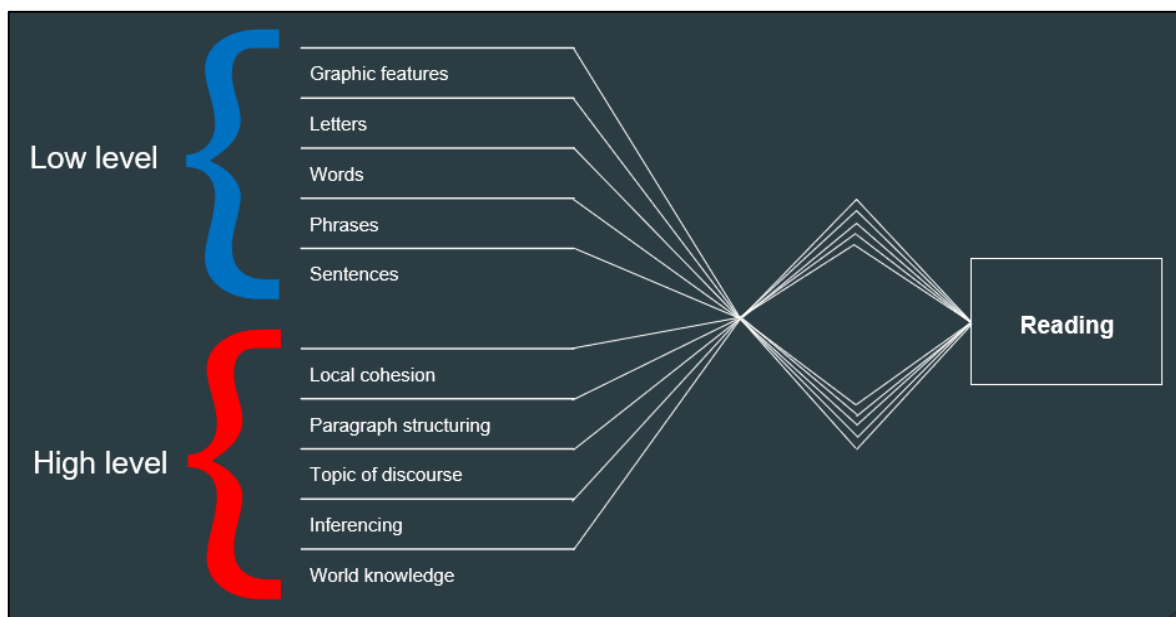 Low level
Graphic features
Letters
Words
Phrases
Sentences
High level
Local cohesion
Paragraph structuring
Topic of discourse
Inferencing
World knowledge
Reading